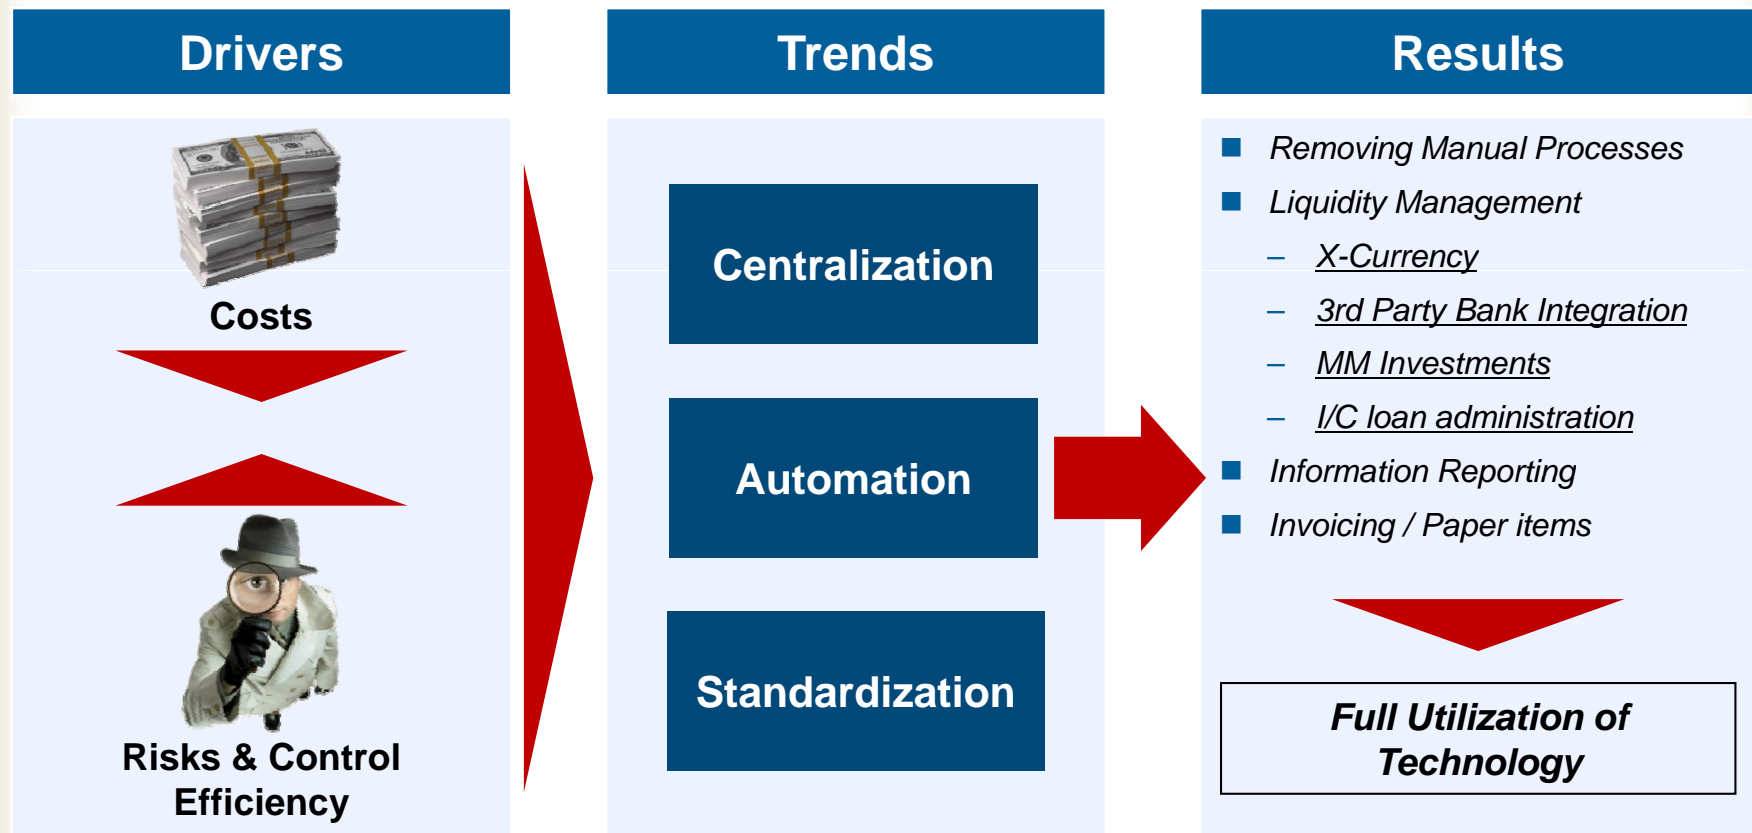 Drivers
Costs
Risks & Control
Efficiency
Trends
Centralization
Automation
Standardization
Results
Removing Manual Processes
Liquidity Management
– X-Currency
– 3rd Party Bank Integration
– MM Investments
– I/C loan administration
Information Reporting
Invoicing / Paper items
Full Utilization of
Technology